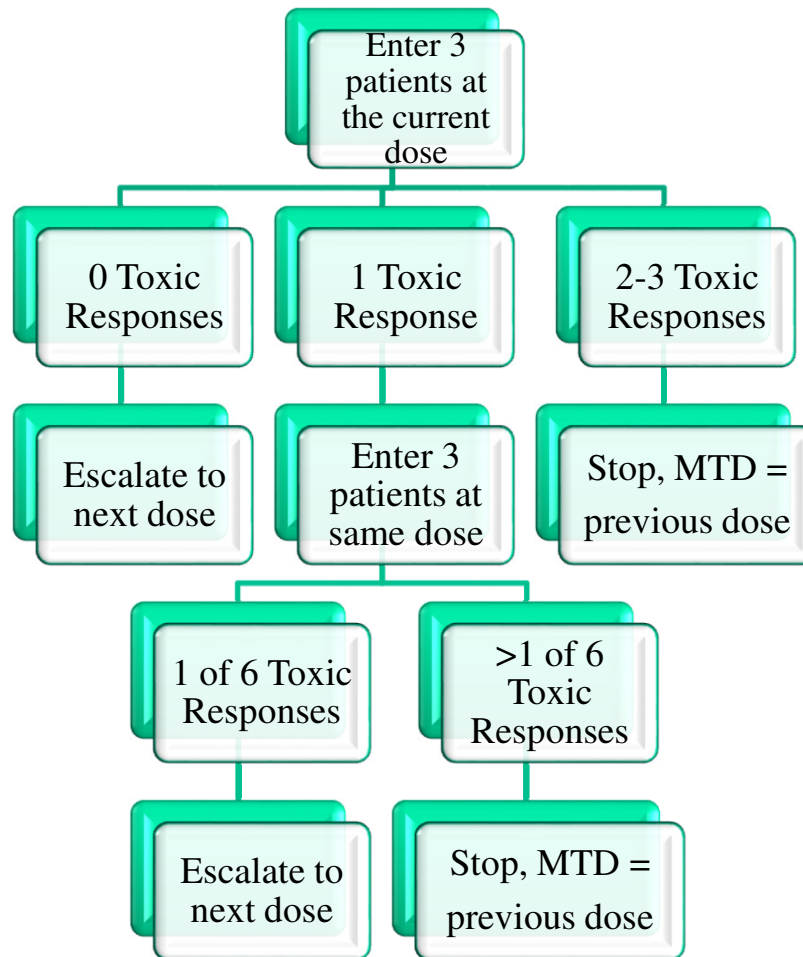 Enter 3
patients at
the current
dose
0 Toxic
Responses
1 Toxic
Response
2-3 Toxic
Responses
Escalate to
next dose
Enter 3
patients at
same dose
Stop, MTD =
previous dose
1 of 6 Toxic
Responses
>1 of 6
Toxic
Responses
Escalate to
next dose
Stop, MTD =
previous dose